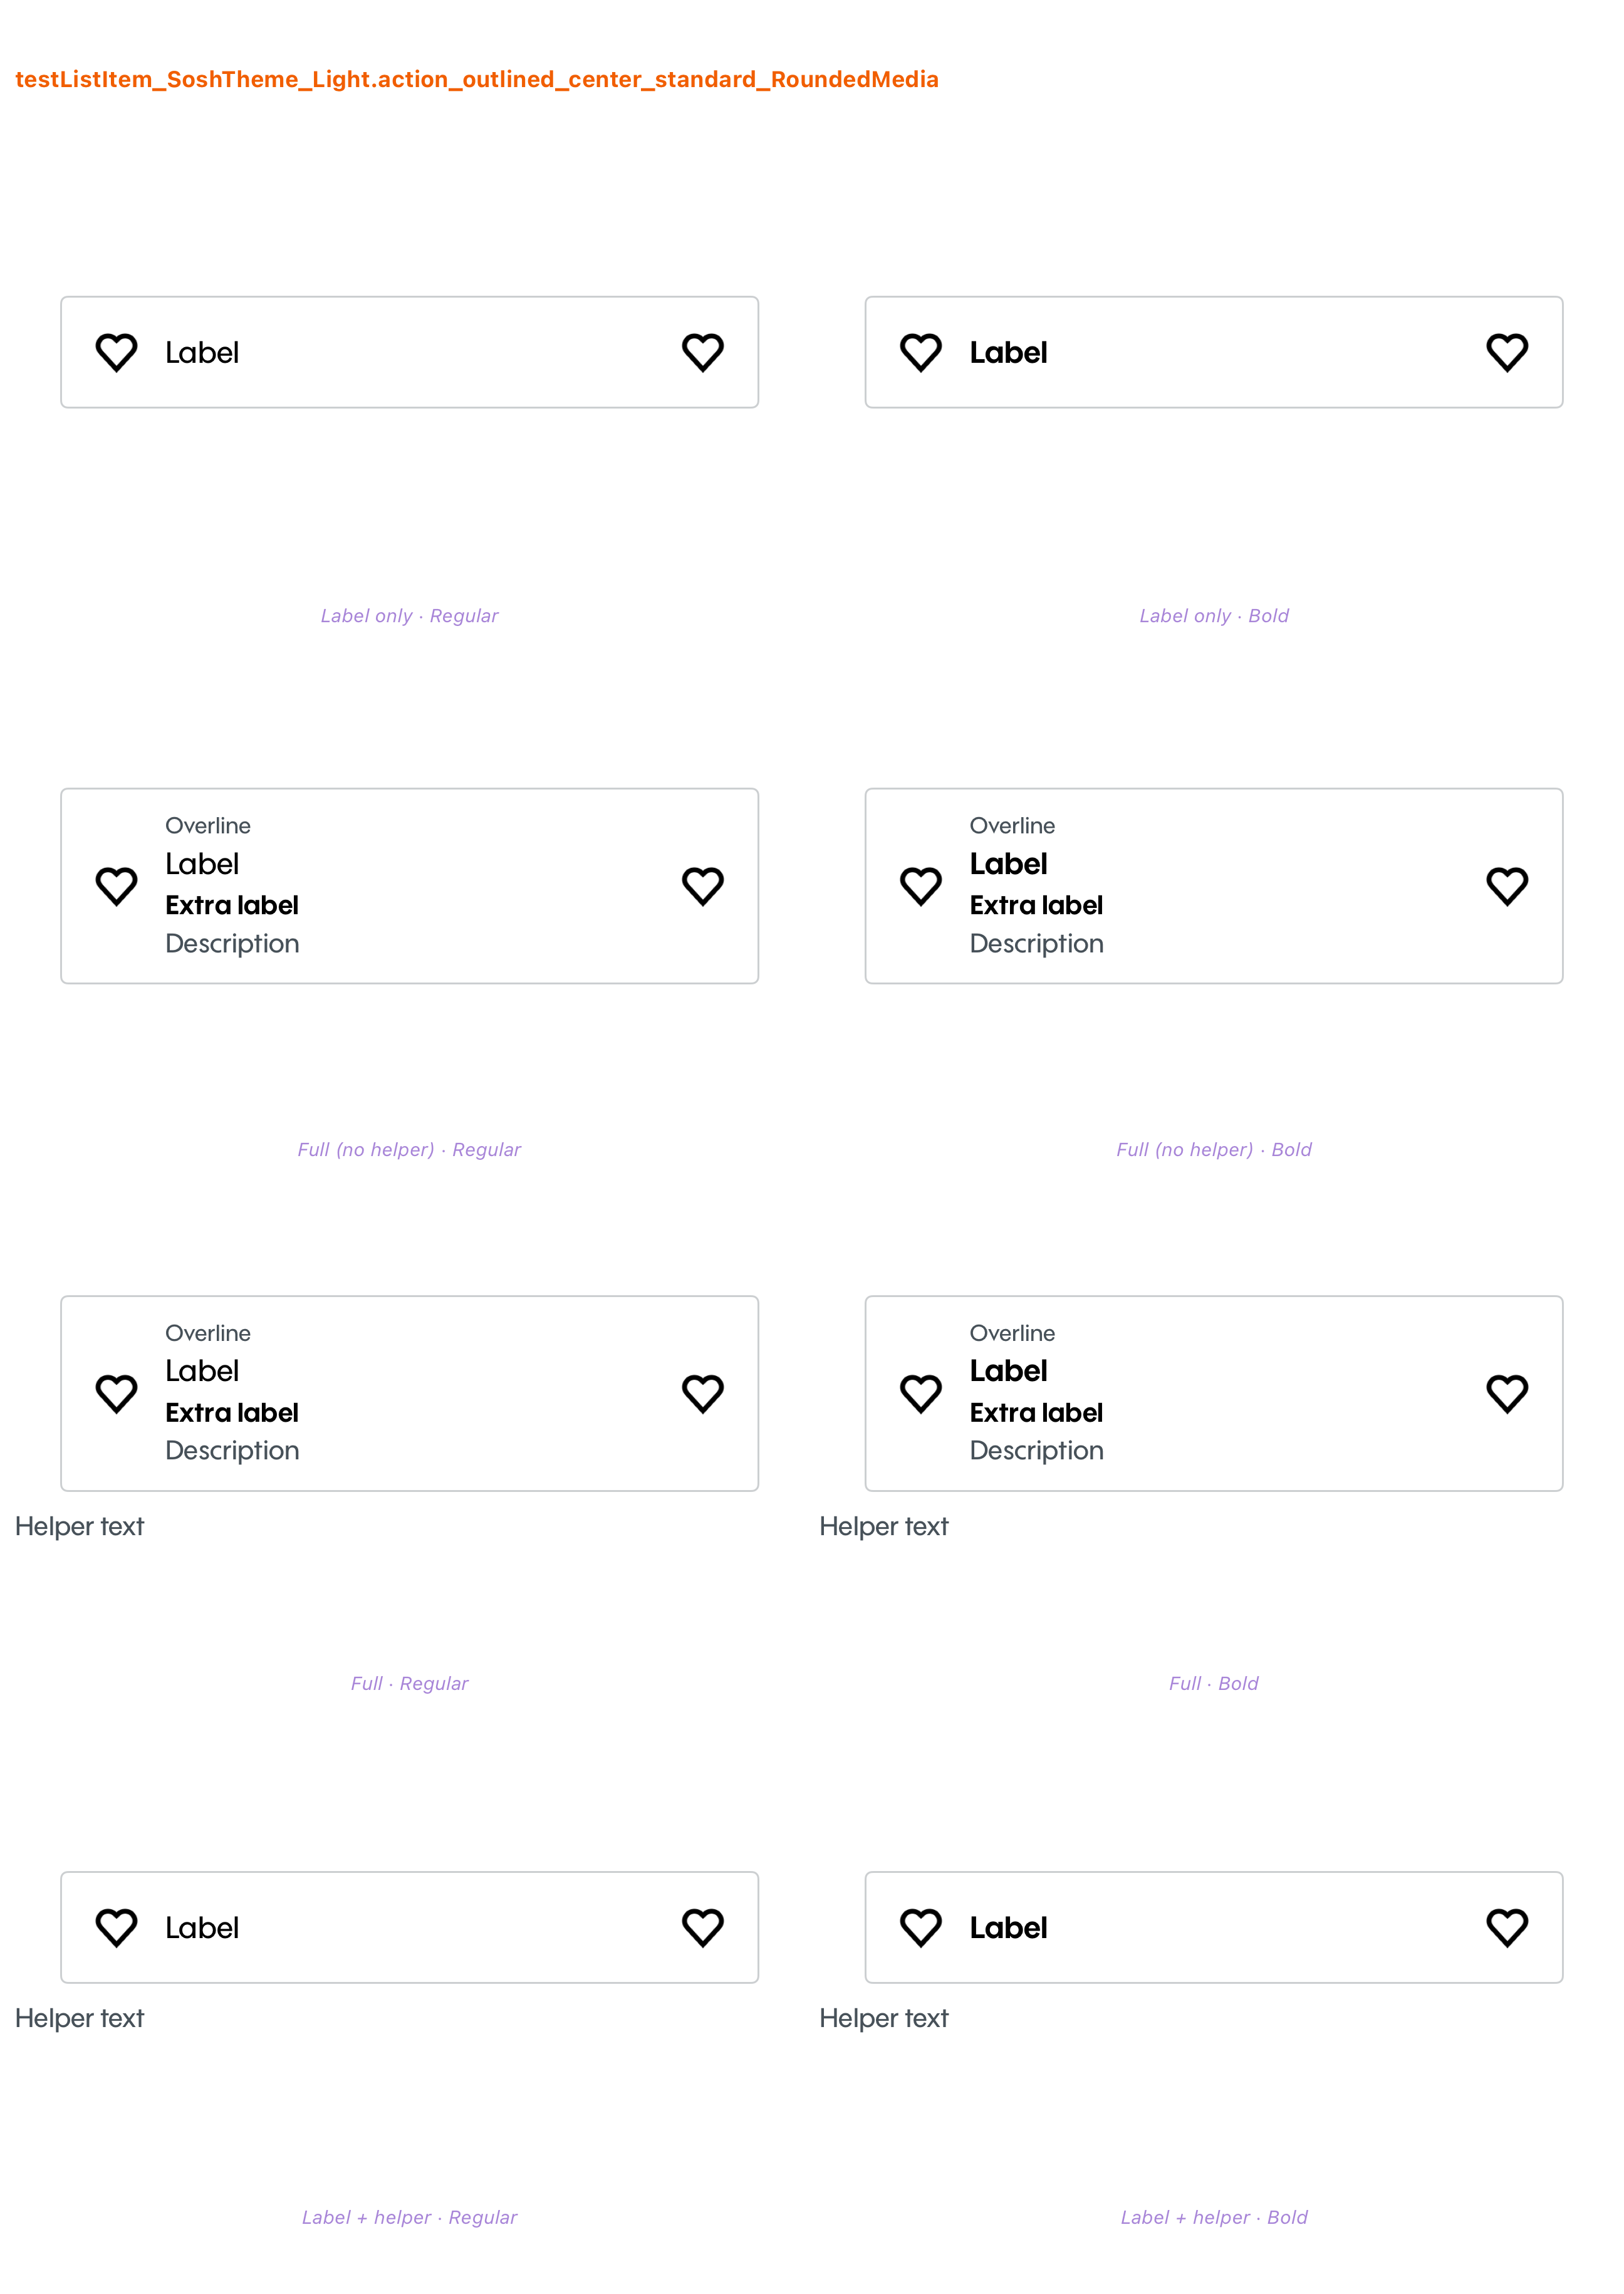 testListItem_SoshTheme_Light.action_outlined_center_standard_RoundedMedia
Label
Label
Label only · Regular
Label only · Bold
Overline
Label
Extra label
Description
Overline
Label
Extra label
Description
Full (no helper) · Regular
Full (no helper) · Bold
Overline
Label
Extra label
Description
Helper text
Overline
Label
Extra label
Description
Helper text
Full · Regular
Full · Bold
Label
Helper text
Label
Helper text
Label + helper · Regular
Label + helper · Bold